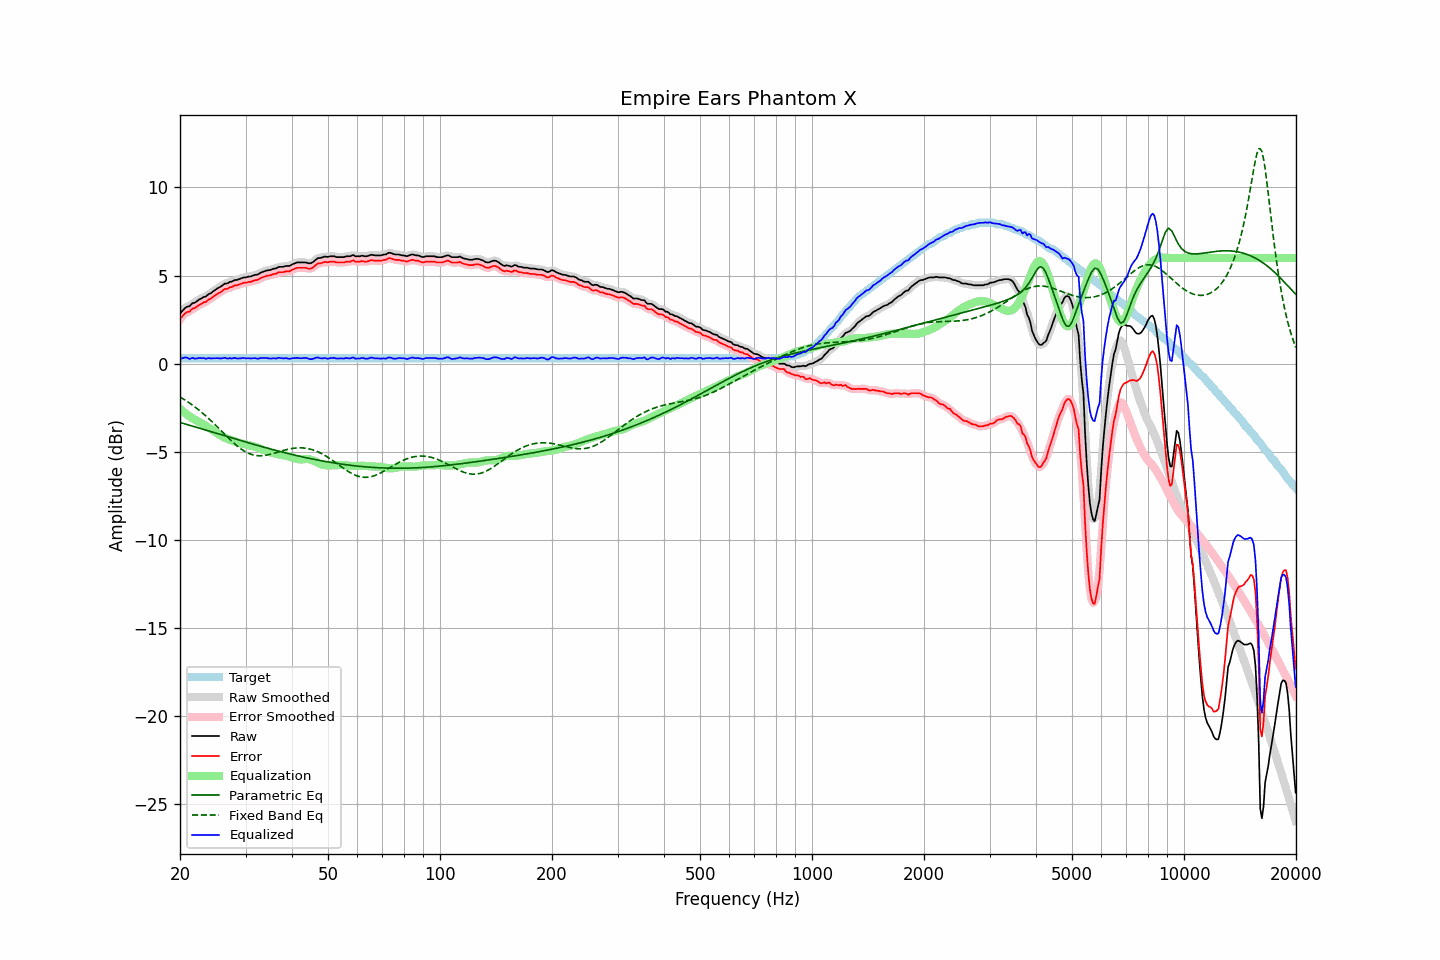 Empire Ears Phantom X
Amplitude (dBr)
10
5
0
−5
−10
−15
−20
−25
Target
Raw Smoothed
Error Smoothed
Raw
Error
Equalization
Parametric Eq
Fixed Band Eq
Equalized
20 50 100 200 500 1000 2000 5000 10000 20000
Frequency (Hz)